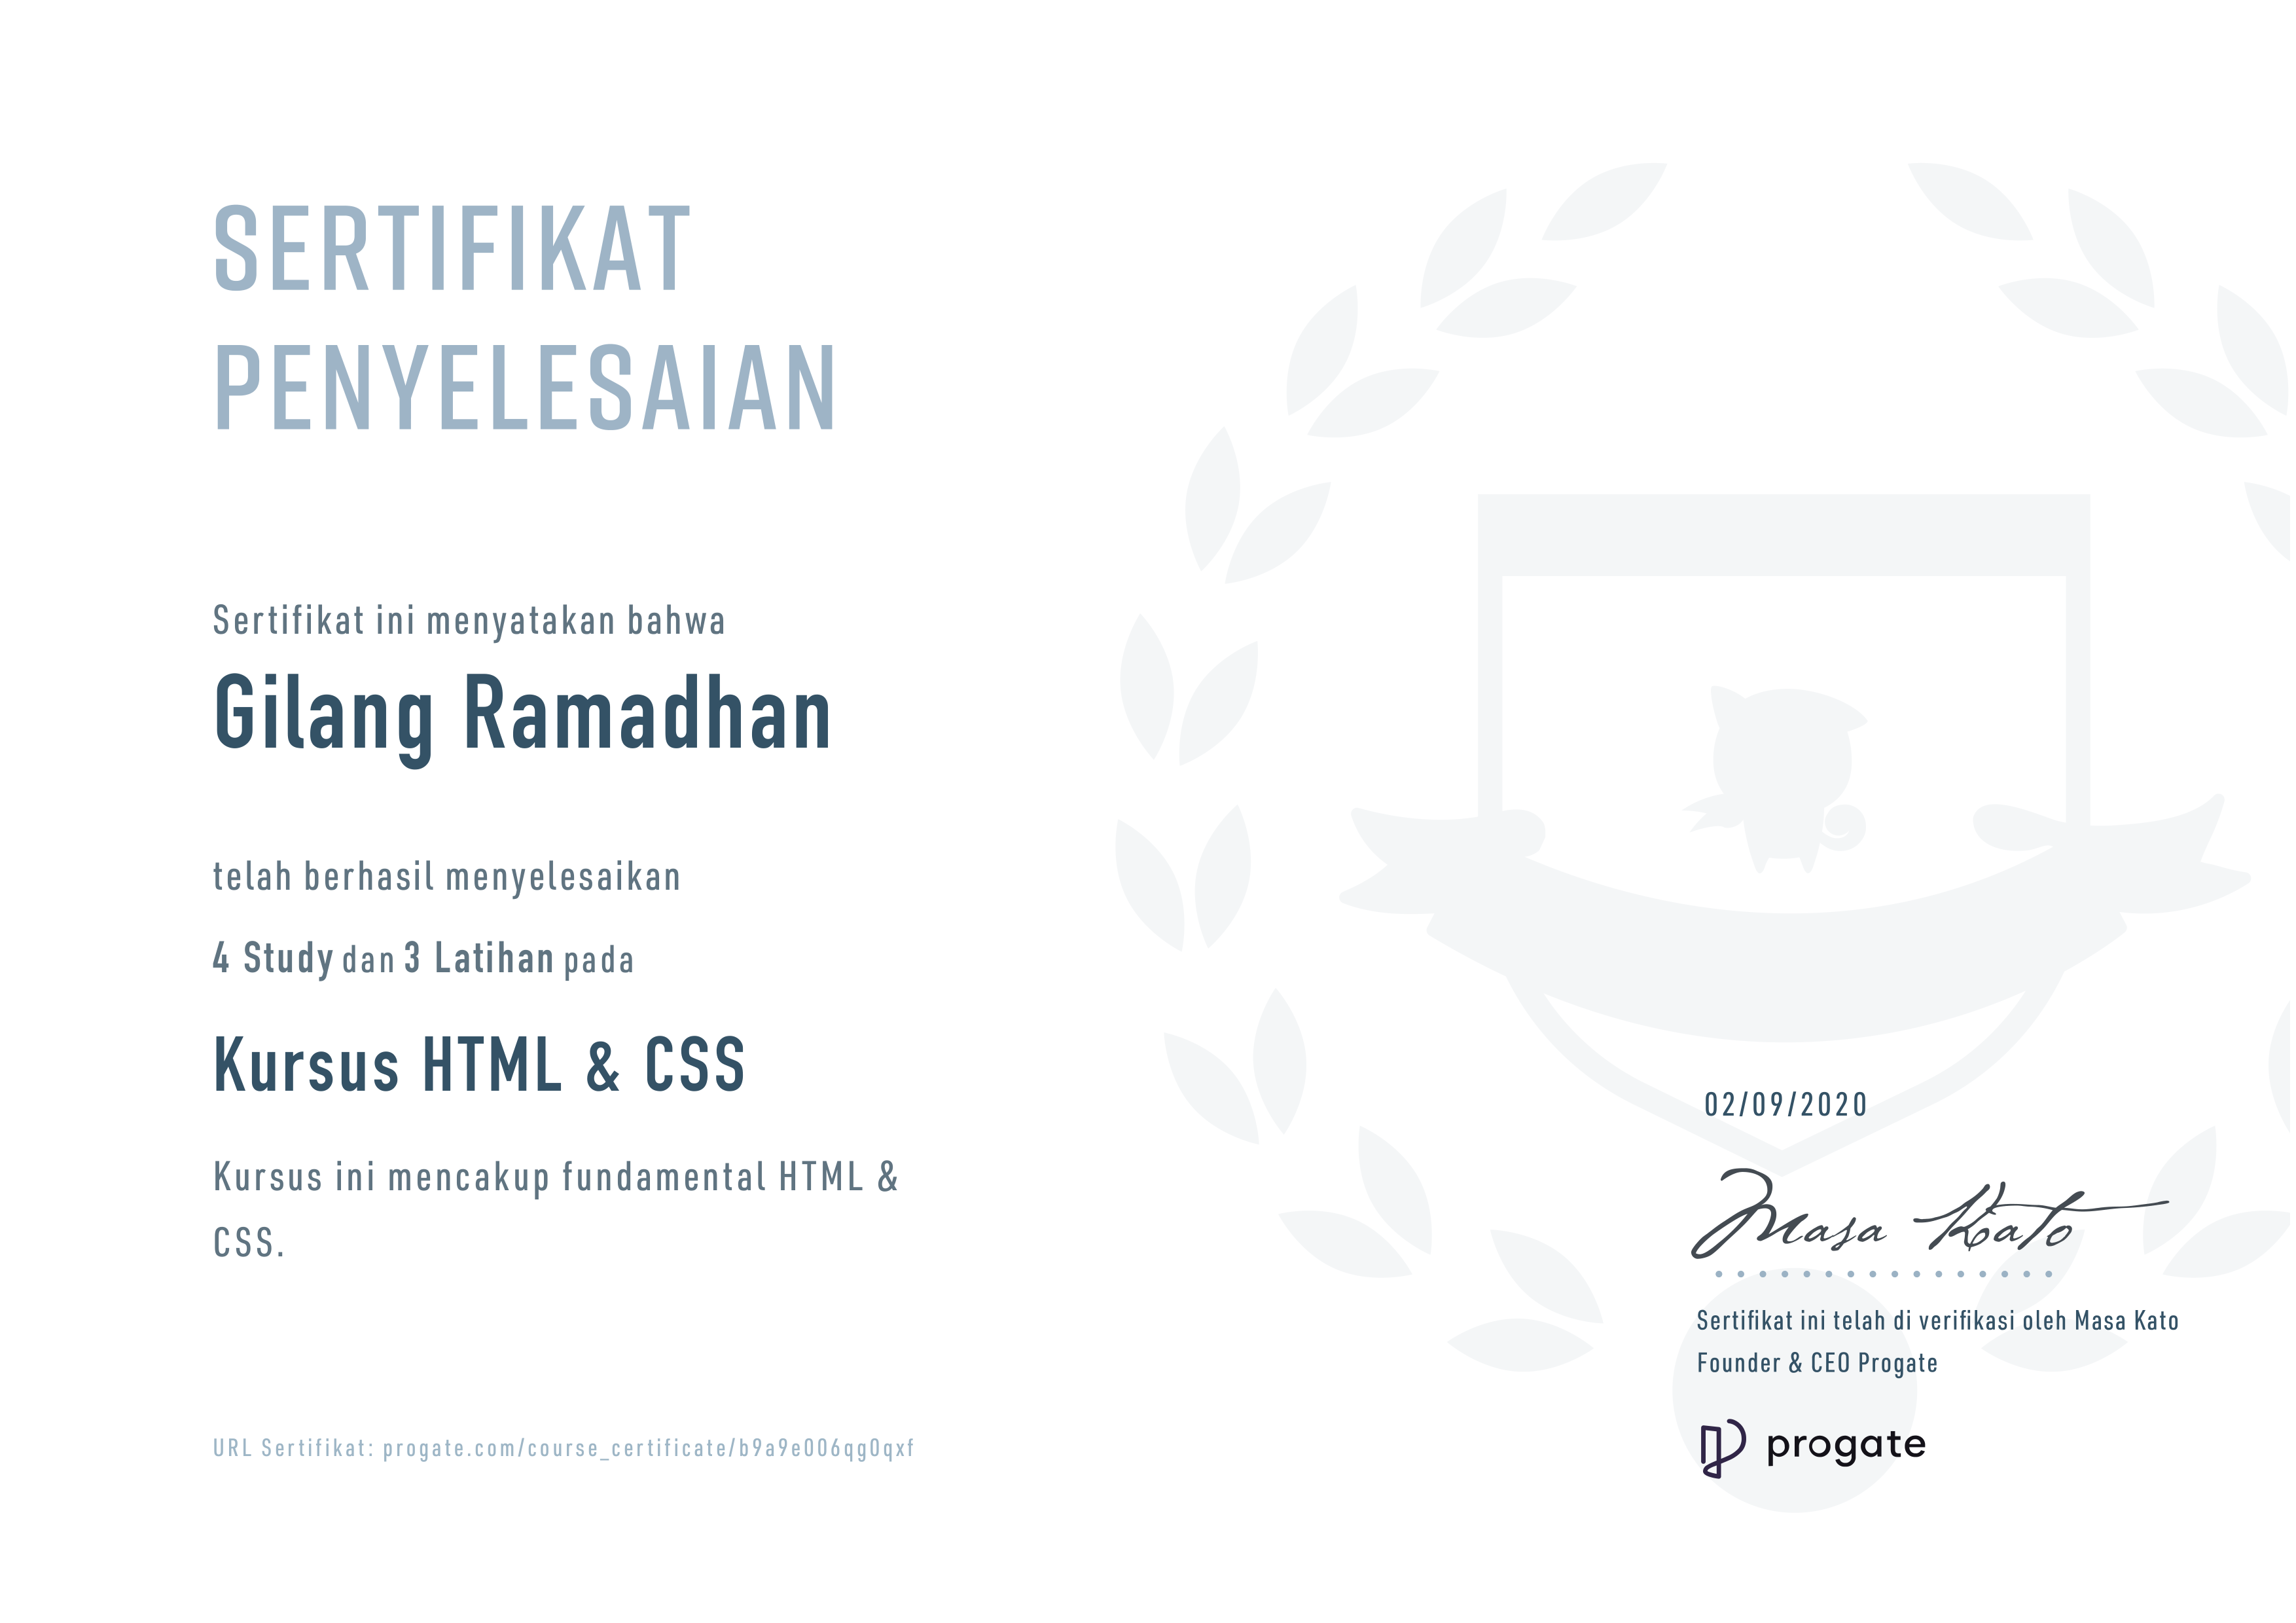 SERTIFIKAT
PENYELESAIAN
Sertifikat ini menyatakan bahwa
Gilang Ramadhan
telah berhasil menyelesaikan
4 Study dan 3 Latihan pada
Kursus HTML & CSS
Kursus ini mencakup fundamental HTML &
CSS.
URL Sertifikat: progate.com/course_certificate/b9a9e006qg0qxf
02/09/2020
Masa Kato
Sertifikat ini telah di verifikasi oleh Masa Kato
Founder & CEO Progate
progate